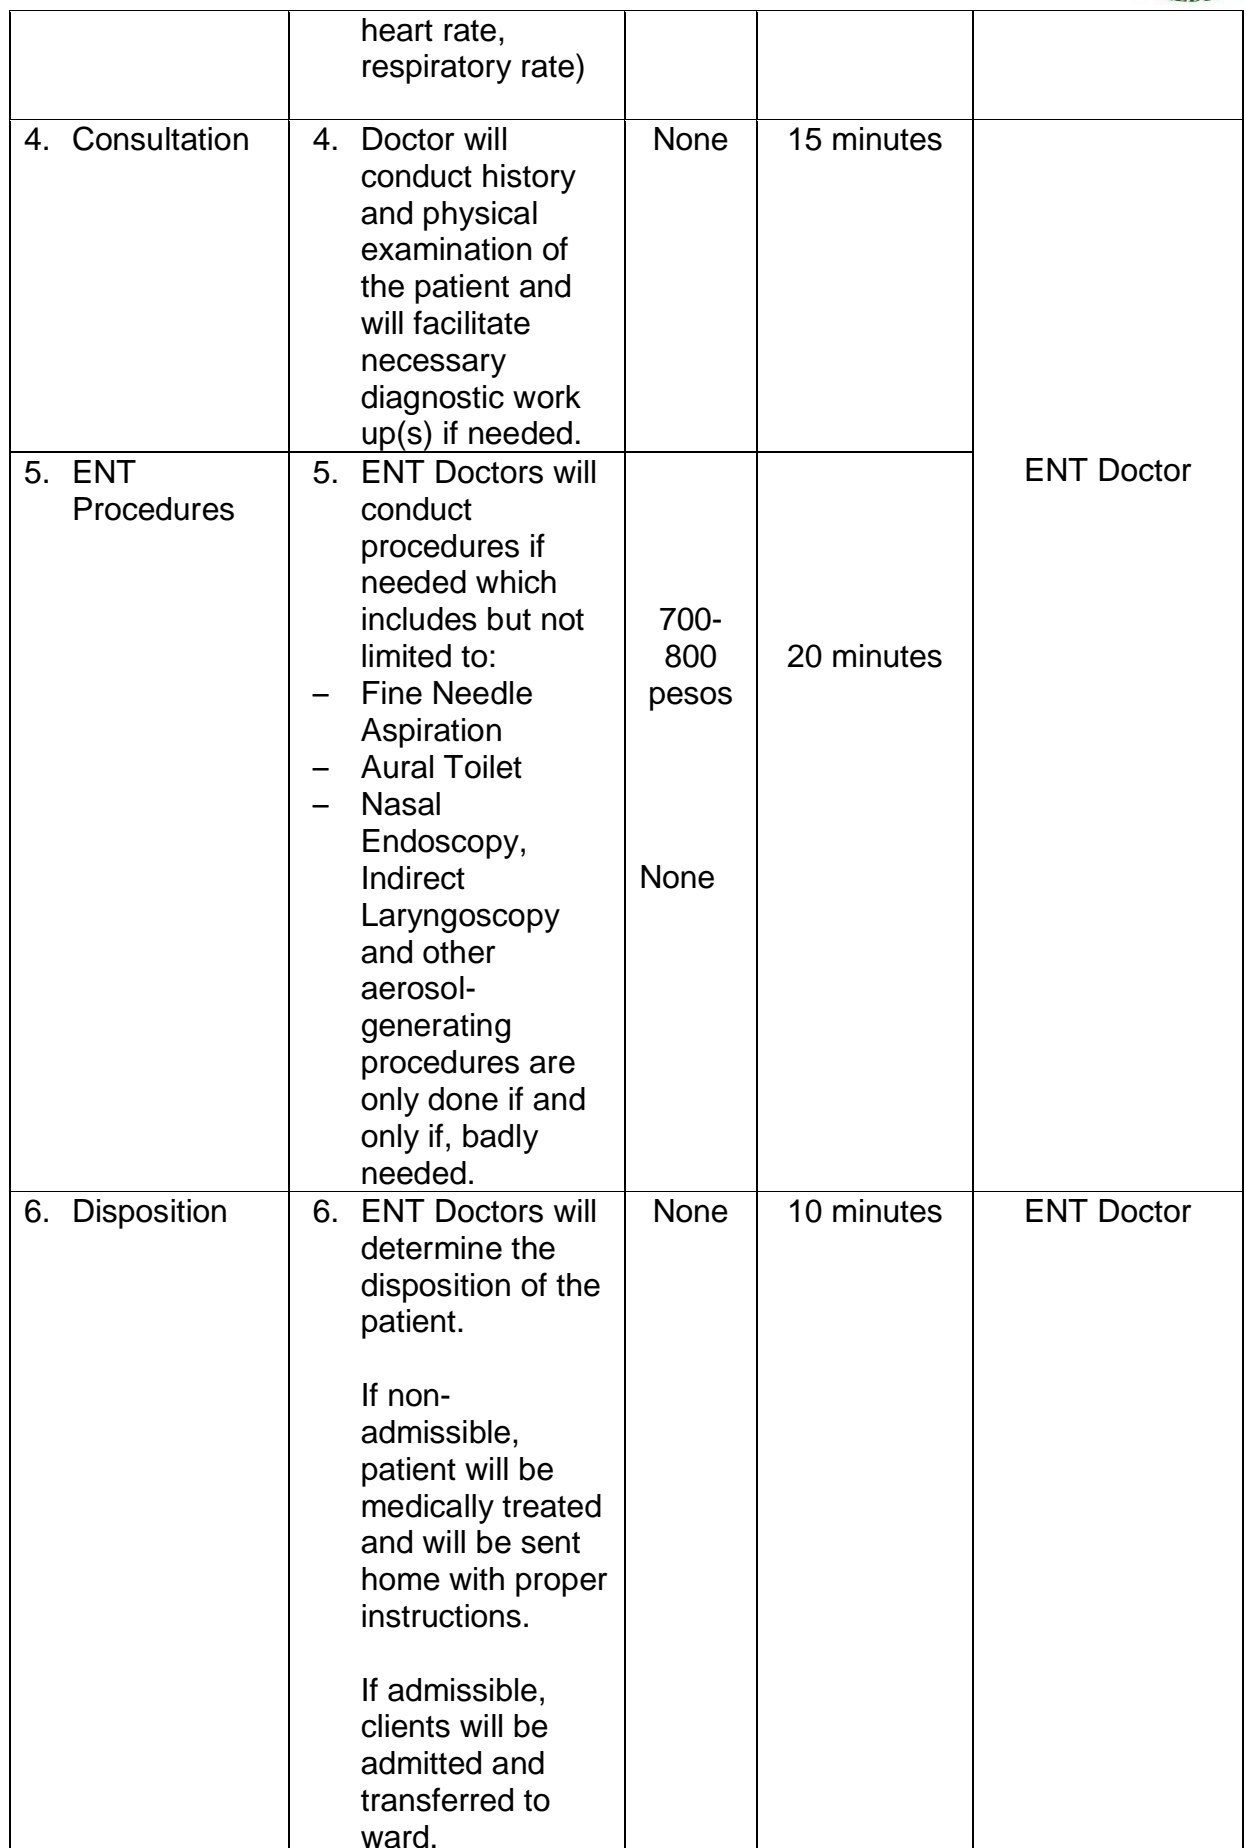 heart rate,
respiratory rate)
4. Consultation
4. Doctor will
conduct history
and physical
examination of
the patient and
will facilitate
necessary
diagnostic work
up(s) if needed.
None
15 minutes
ENT Doctor
5. ENT
Procedures
5. ENT Doctors will
conduct
procedures if
needed which
includes but not
limited to:
– Fine Needle
Aspiration
– Aural Toilet
– Nasal
Endoscopy,
Indirect
Laryngoscopy
and other
aerosol-
generating
procedures are
only done if and
only if, badly
needed.
700-
800
pesos
None
20 minutes
6. Disposition
6. ENT Doctors will
determine the
disposition of the
patient.
If non-
admissible,
patient will be
medically treated
and will be sent
home with proper
instructions.
If admissible,
clients will be
admitted and
transferred to
ward.
None
10 minutes
ENT Doctor